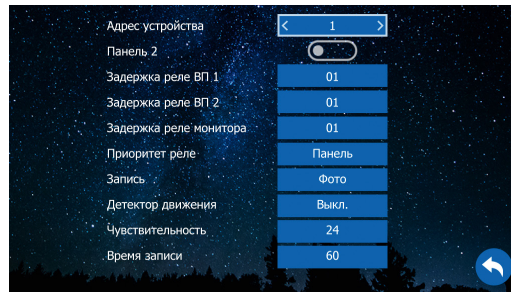 Адрес устройства < 1 >
Панель 2
Задержка реле ВП 1 01
Задержка реле ВП 2 01
Задержка реле монитора 01
Приоритет реле Панель
Запись Фото
Детектор движения Выкл.
Чувствительность 24
Время записи 60